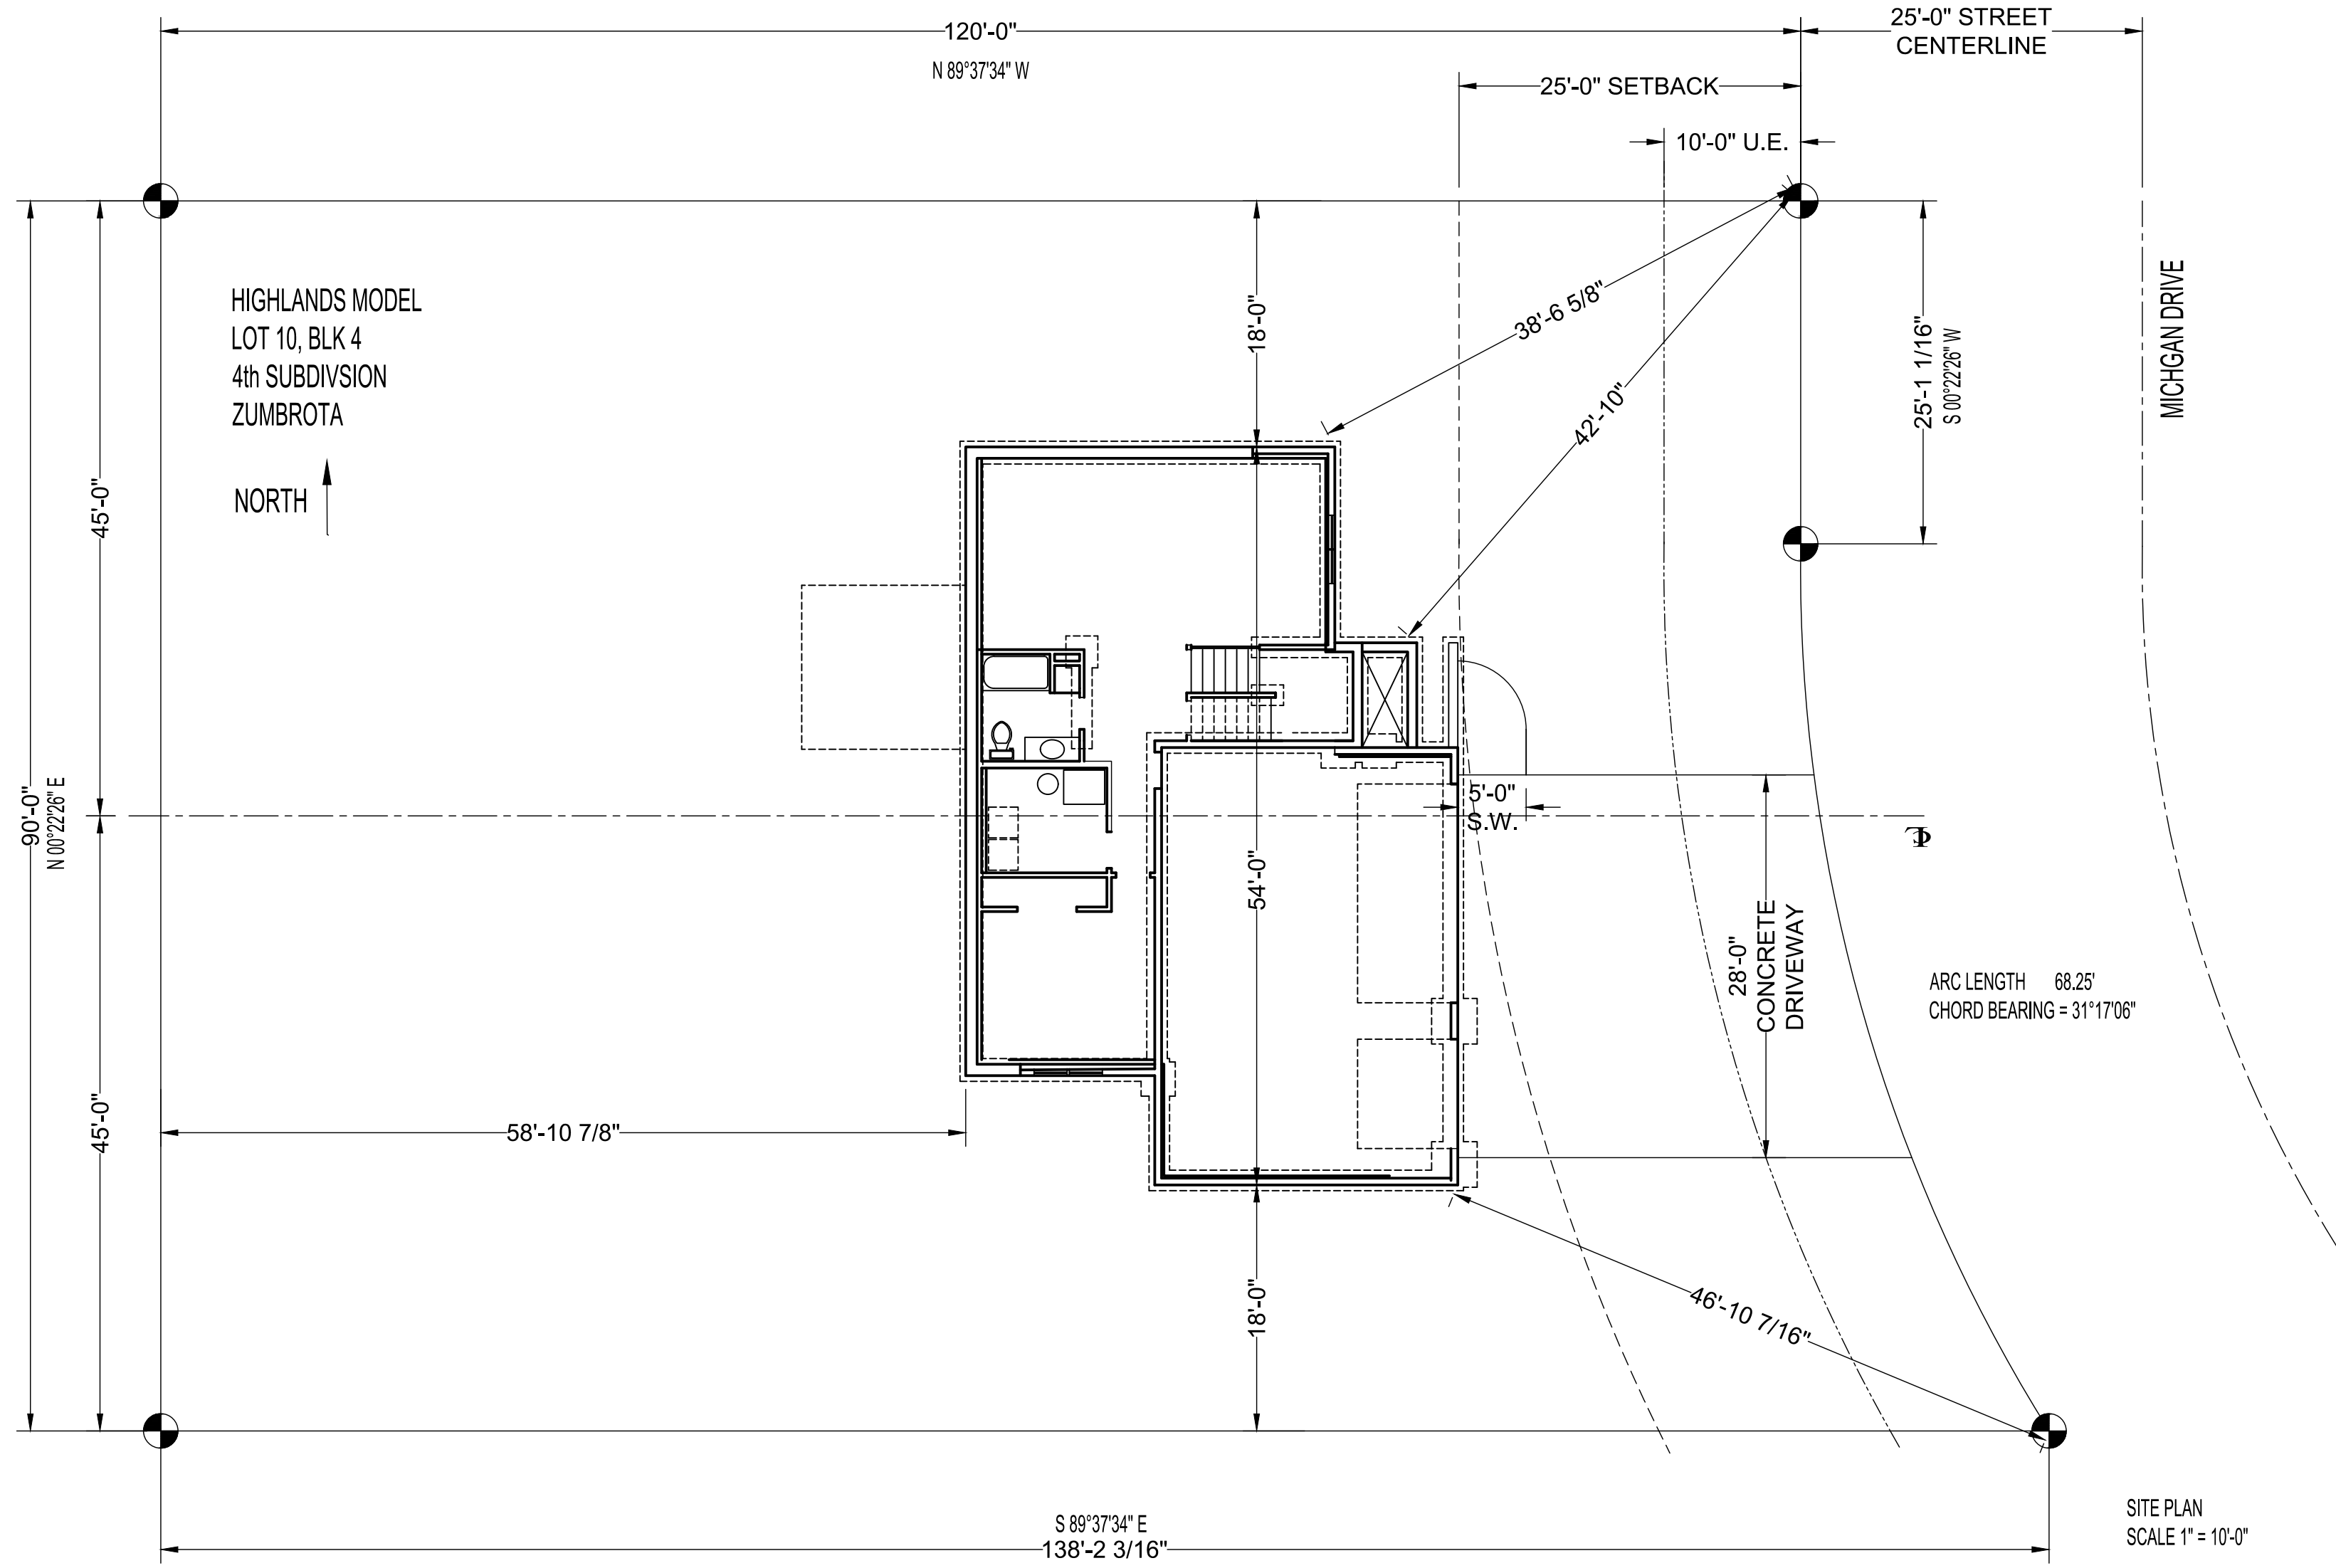 120'-0"
N 89°37'34" W
25'-0" STREET
CENTERLINE
25'-0" SETBACK
10'-0" U.E.
HIGHLANDS MODEL
LOT 10, BLK 4
4th SUBDIVSION
ZUMBROTA
NORTH
18'-0"
38'-6 5/8"
42'-10"
25'-1 1/16"
S 00°22'26" W
MICHGAN DRIVE
45'-0"
90'-0"
N 00°22'26" E
45'-0"
5'-0"
S.W.
54'-0"
28'-0"
CONCRETE
DRIVEWAY
ARC LENGTH 68.25'
CHORD BEARING = 31°17'06"
58'-10 7/8"
18'-0"
46'-10 7/16"
S 89°37'34" E
138'-2 3/16"
SITE PLAN
SCALE 1" = 10'-0"